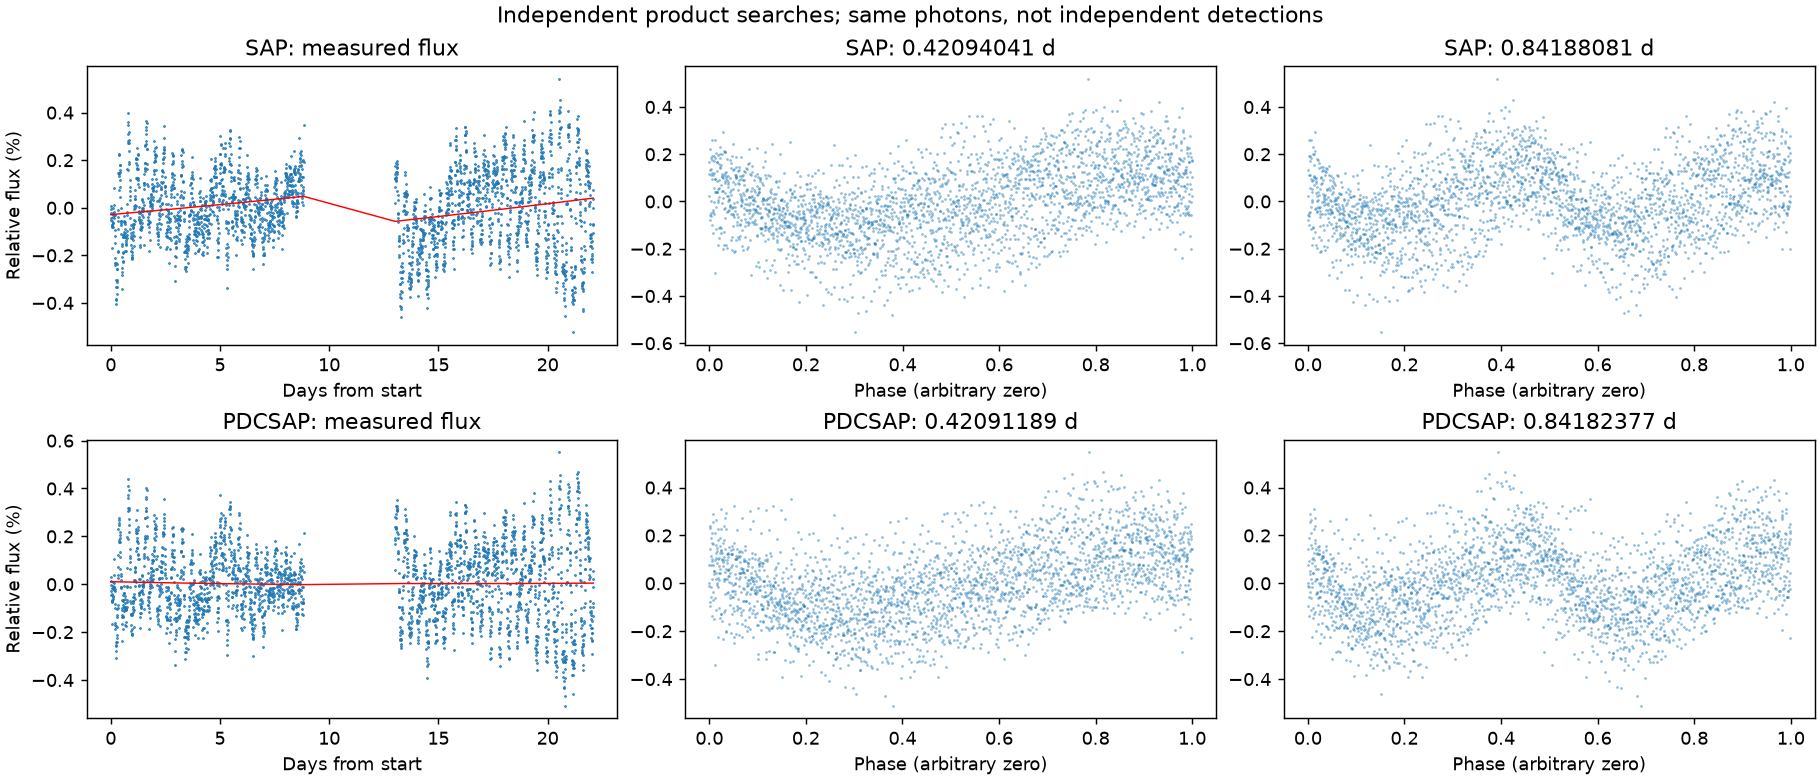 Independent product searches; same photons, not independent detections
SAP: measured flux
SAP: 0.42094041 d
SAP: 0.84188081 d
Relative flux (%)
0.4
0.2
0.0
−0.2
−0.4
0 5 10 15 20
Days from start
0.4
0.2
0.0
−0.2
−0.4
−0.6
0.0 0.2 0.4 0.6 0.8 1.0
Phase (arbitrary zero)
0.4
0.2
0.0
−0.2
−0.4
−0.6
0.0 0.2 0.4 0.6 0.8 1.0
Phase (arbitrary zero)
PDCSAP: measured flux
PDCSAP: 0.42091189 d
PDCSAP: 0.84182377 d
Relative flux (%)
0.6
0.4
0.2
0.0
−0.2
−0.4
0 5 10 15 20
Days from start
0.4
0.2
0.0
−0.2
−0.4
0.0 0.2 0.4 0.6 0.8 1.0
Phase (arbitrary zero)
0.4
0.2
0.0
−0.2
−0.4
0.0 0.2 0.4 0.6 0.8 1.0
Phase (arbitrary zero)